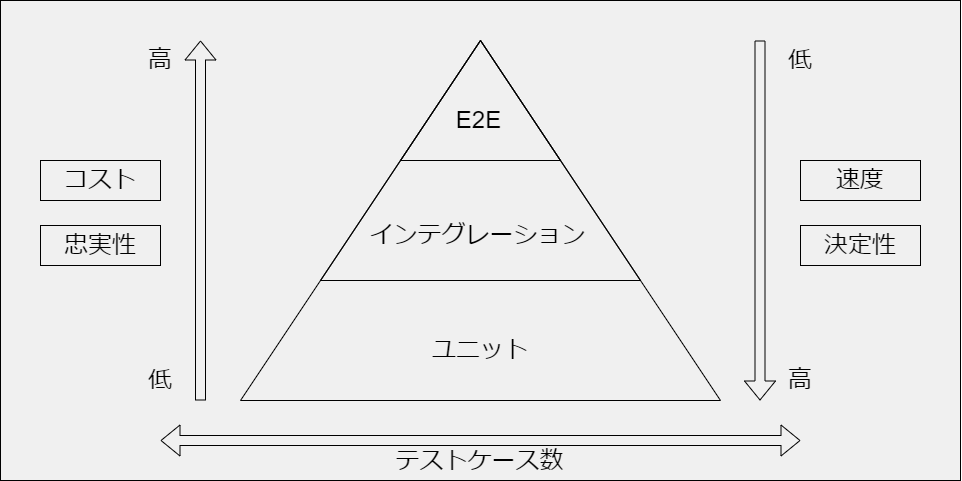 高
低
E2E
コスト
速度
インテグレーション
忠実性
決定性
ユニット
低
高
テストケース数